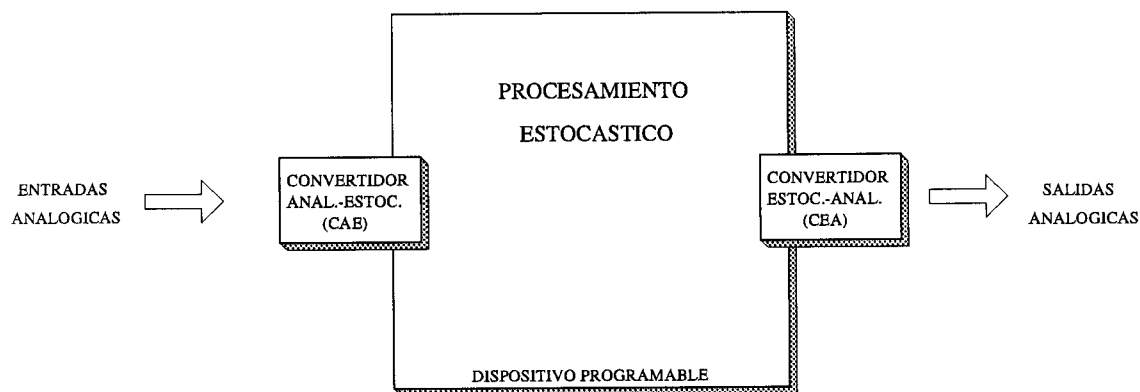 PROCESAMIENTO
ESTOCASTICO
ENTRADAS
ANALOGICAS
CONVERTIDOR
ANAL.-ESTOC.
(CAE)
CONVERTIDOR
ESTOC.-ANAL.
(CEA)
SALIDAS
ANALOGICAS
DISPOSITIVO PROGRAMABLE